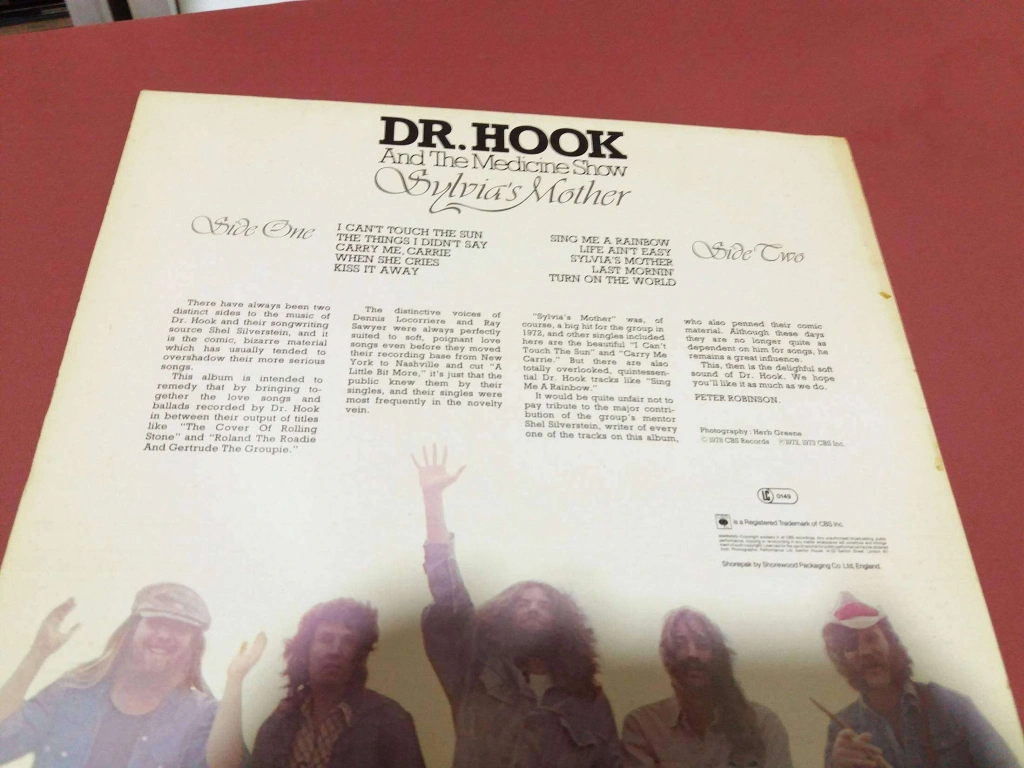 DR. HOOK
And The Medicine Show
Sylvia's Mother
Side One
I CAN'T TOUCH THE SUN
THE THINGS I DIDN'T SAY
CARRY ME, CARRIE
WHEN SHE CRIES
KISS IT AWAY
SING ME A RAINBOW
LIFE AIN'T EASY
SYLVIA'S MOTHER
LAST MORNIN'
TURN ON THE WORLD
Side Two
There have always been two
distinct sides to the music of
Dr. Hook and their songwriting
source Shel Silverstein, and it
is the comic, bizarre material
which has usually tended to
overshadow their more serious
songs.
This album is intended to
remedy that by bringing to-
gether the love songs and
ballads recorded by Dr. Hook
in between their output of titles
like "The Cover Of Rolling
Stone" and "Roland The Roadie
And Gertrude The Groupie."
The distinctive voices of
Dennis Locorriere and Ray
Sawyer were always perfectly
suited to soft, poignant love
songs even before they moved
their recording base from New
York to Nashville and cut "A
Little Bit More," it's just that the
public knew them by their
singles, and their singles were
most frequently in the novelty
vein.
"Sylvia's Mother" was, of
course, a big hit for the group in
1972, and other singles included
here are the beautiful "I Can't
Touch The Sun" and "Carry Me
Carrie." But there are also
totally overlooked, quintessen-
tial Dr. Hook tracks like "Sing
Me A Rainbow."
It would be quite unfair not to
pay tribute to the major contri-
bution of the group's mentor
Shel Silverstein, writer of every
one of the tracks on this album,
who also penned their comic
material. Although these days
they are no longer quite as
dependent on him for songs, he
remains a great influence.
This, then is the delightful soft
sound of Dr. Hook. We hope
you'll like it as much as we do.
PETER ROBINSON.
Photography : Herb Greene
© 1978 CBS Records ℗ 1972, 1973 CBS Inc.
LC 0149
is a Registered Trademark of CBS Inc.
Shorepak by Shorewood Packaging Co. Ltd, England.